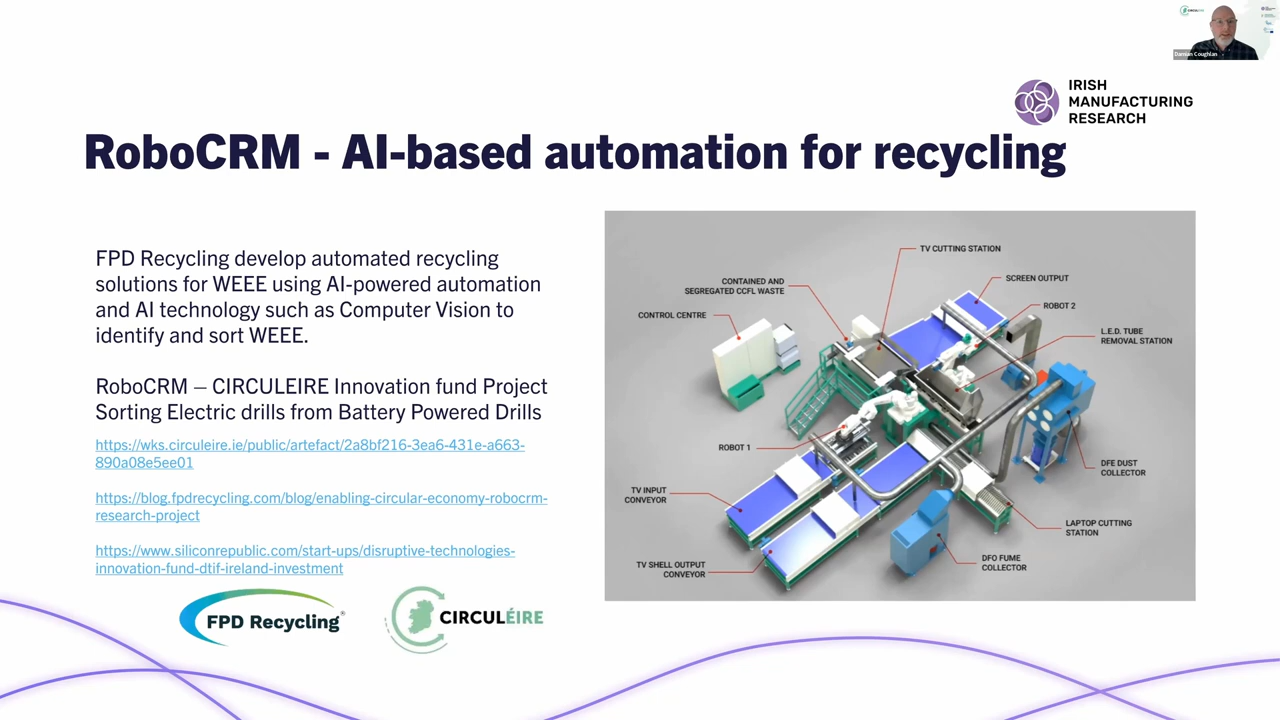 CIRCULÉIRE
Damian Coughlan
IRISH
MANUFACTURING
RESEARCH
RoboCRM - AI-based automation for recycling
FPD Recycling develop automated recycling
solutions for WEEE using AI-powered automation
and AI technology such as Computer Vision to
identify and sort WEEE.
RoboCRM – CIRCULEIRE Innovation fund Project
Sorting Electric drills from Battery Powered Drills
https://wks.circuleire.ie/public/artefact/2a8bf216-3ea6-431e-a663-
890a08e5ee01
https://blog.fpdrecycling.com/blog/enabling-circular-economy-robocrm-
research-project
https://www.siliconrepublic.com/start-ups/disruptive-technologies-
innovation-fund-dtif-ireland-investment
FPD Recycling®
CIRCULÉIRE
TV CUTTING STATION
CONTAINED AND
SEGREGATED CCFL WASTE
SCREEN OUTPUT
CONTROL CENTRE
ROBOT 2
L.E.D. TUBE
REMOVAL STATION
ROBOT 1
DFE DUST
COLLECTOR
TV INPUT
CONVEYOR
LAPTOP CUTTING
STATION
DFO FUME
COLLECTOR
TV SHELL OUTPUT
CONVEYOR